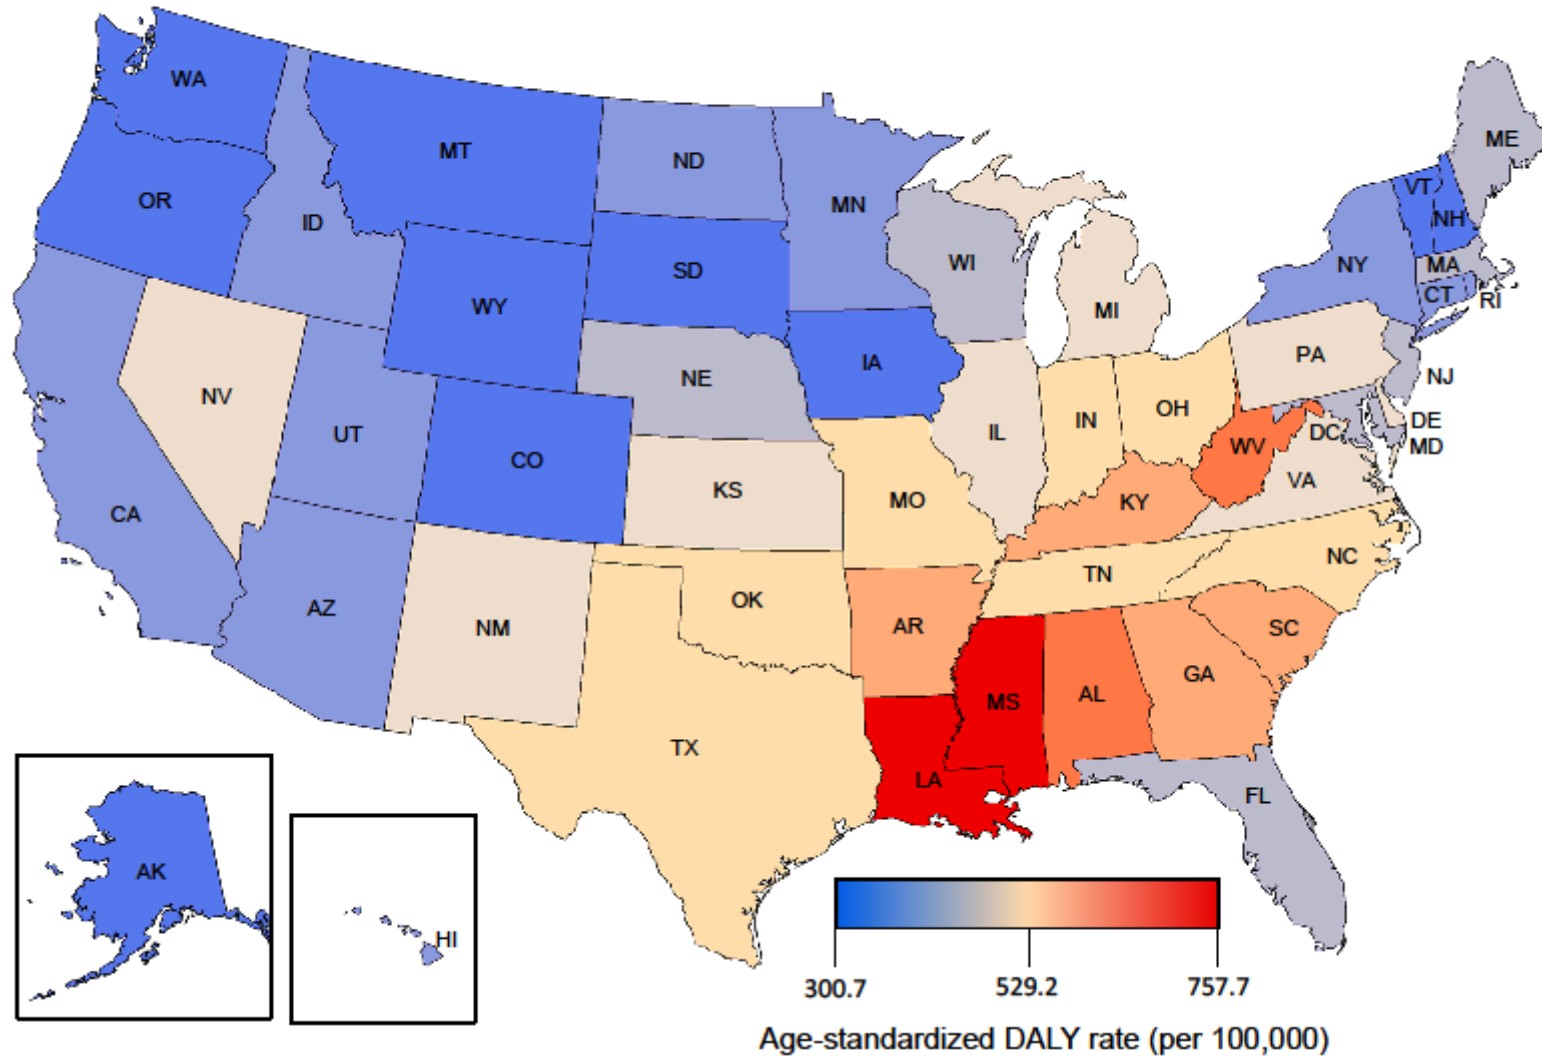 WA
MT
ND
MN
ME
OR
ID
SD
WI
VT
NH
NY
MA
CT
RI
WY
MI
IA
PA
NE
NJ
NV
UT
CO
IL
IN
OH
DE
DC
MD
WV
VA
KS
MO
KY
CA
NC
AZ
NM
OK
TN
AR
SC
MS
AL
GA
TX
LA
FL
AK
HI
300.7 529.2 757.7
Age-standardized DALY rate (per 100,000)